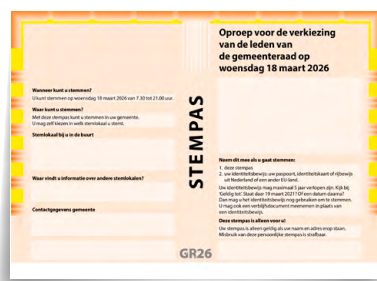 Wanneer kunt u stemmen?
U kunt stemmen op woensdag 18 maart 2026 van 7.30 tot 21.00 uur.
Waar kunt u stemmen?
Met deze stempas kunt u stemmen in uw gemeente.
U mag zelf kiezen in welk stemlokaal u stemt.
Stemlokaal bij u in de buurt
Waar vindt u informatie over andere stemlokalen?
Contactgegevens gemeente
STEMPAS
GR26
Oproep voor de verkiezing
van de leden van
de gemeenteraad op
woensdag 18 maart 2026
Neem dit mee als u gaat stemmen:
1. deze stempas
2. uw identiteitsbewijs: uw paspoort, identiteitskaart of rijbewijs
uit Nederland of een ander EU-land.
Uw identiteitsbewijs mag maximaal 5 jaar verlopen zijn. Kijk bij
'Geldig tot'. Staat daar 19 maart 2021? Of een datum daarna?
Dan mag u het identiteitsbewijs nog gebruiken om te stemmen.
U mag ook een verblijfsdocument meenemen in plaats van
een identiteitsbewijs.
Deze stempas is alleen voor u!
Uw stempas is alleen geldig als uw naam en adres erop staan.
Misbruik van deze persoonlijke stempas is strafbaar.